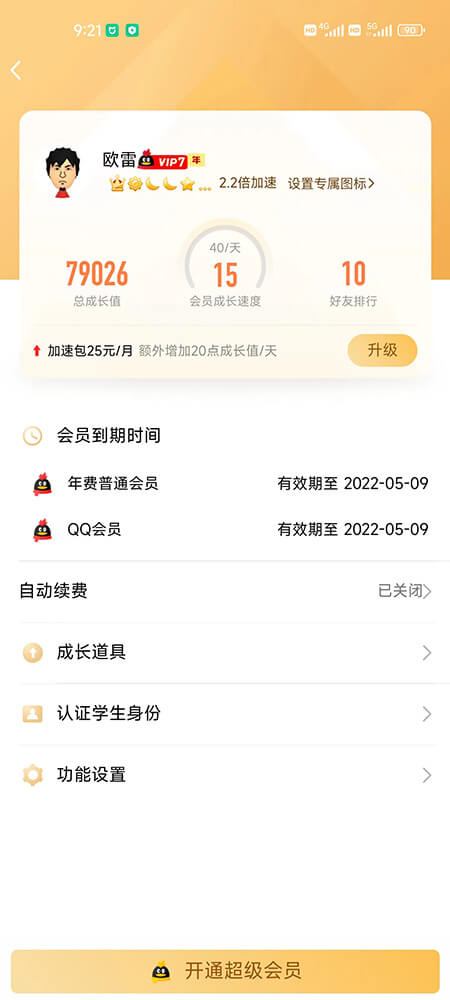 9:21 HD 4G HD 5G 90
欧雷 VIP7 年
... 2.2倍加速 设置专属图标>
40/天
79026 15 10
总成长值 会员成长速度 好友排行
加速包25元/月 额外增加20点成长值/天 升级
会员到期时间
年费普通会员 有效期至 2022-05-09
QQ会员 有效期至 2022-05-09
自动续费 已关闭>
成长道具
认证学生身份
功能设置
开通超级会员